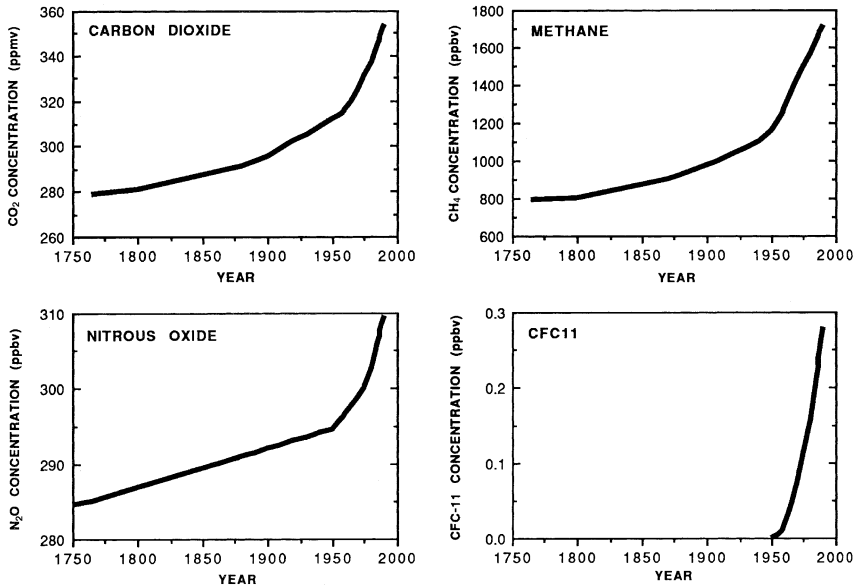 CARBON DIOXIDE
CO₂ CONCENTRATION (ppmv)
360
340
320
300
280
260
1750 1800 1850 1900 1950 2000
YEAR
METHANE
CH₄ CONCENTRATION (ppbv)
1800
1600
1400
1200
1000
800
600
1750 1800 1850 1900 1950 2000
YEAR
NITROUS OXIDE
N₂O CONCENTRATION (ppbv)
310
300
290
280
1750 1800 1850 1900 1950 2000
YEAR
CFC11
CFC-11 CONCENTRATION (ppbv)
0.3
0.2
0.1
0.0
1750 1800 1850 1900 1950 2000
YEAR